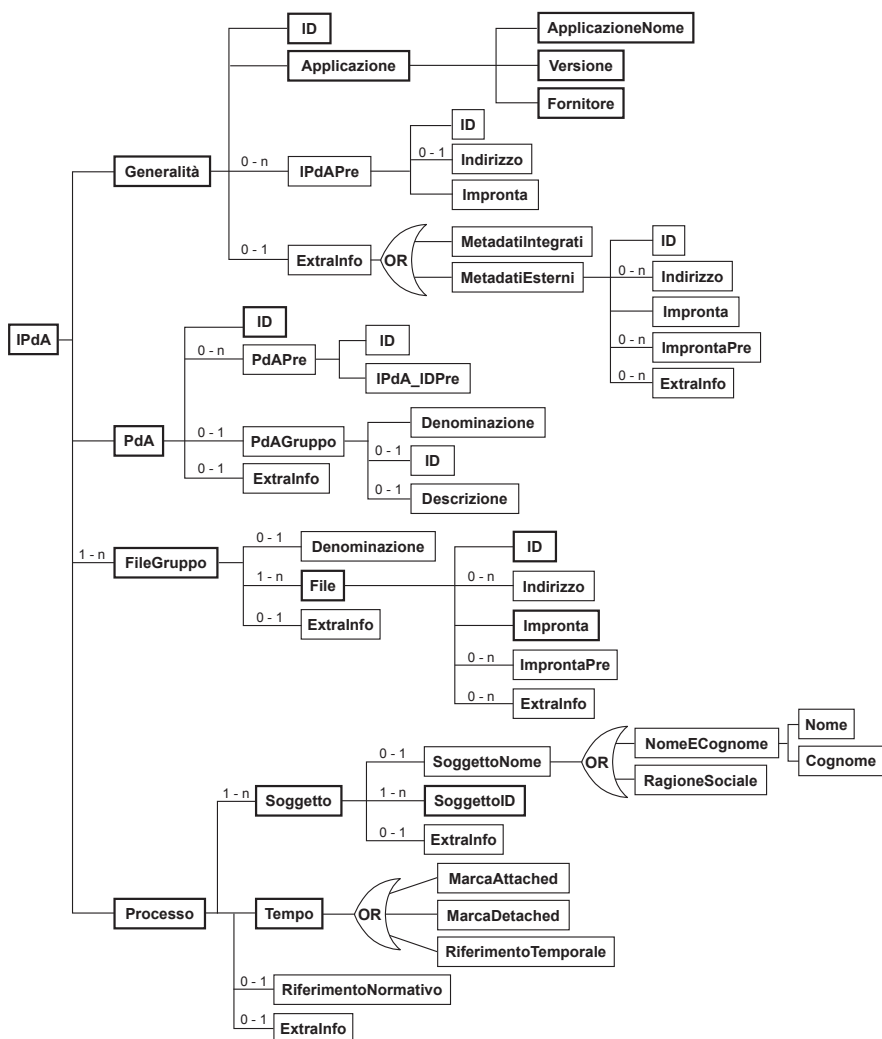 ID
ApplicazioneNome
Applicazione
Versione
Fornitore
0 - n
IPdAPre
ID
0 - 1
Indirizzo
Impronta
Generalità
0 - 1
ExtraInfo
OR
MetadatiIntegrati
MetadatiEsterni
ID
0 - n
Indirizzo
Impronta
0 - n
ImprontaPre
0 - n
ExtraInfo
IPdA
ID
0 - n
PdAPre
ID
IPdA_IDPre
PdA
0 - 1
PdAGruppo
Denominazione
0 - 1
ID
0 - 1
Descrizione
0 - 1
ExtraInfo
1 - n
FileGruppo
0 - 1
Denominazione
1 - n
File
0 - 1
ExtraInfo
ID
0 - n
Indirizzo
Impronta
0 - n
ImprontaPre
0 - n
ExtraInfo
1 - n
Soggetto
0 - 1
SoggettoNome
OR
NomeECognome
Nome
Cognome
RagioneSociale
1 - n
SoggettoID
0 - 1
ExtraInfo
Processo
Tempo
OR
MarcaAttached
MarcaDetached
RiferimentoTemporale
0 - 1
RiferimentoNormativo
0 - 1
ExtraInfo